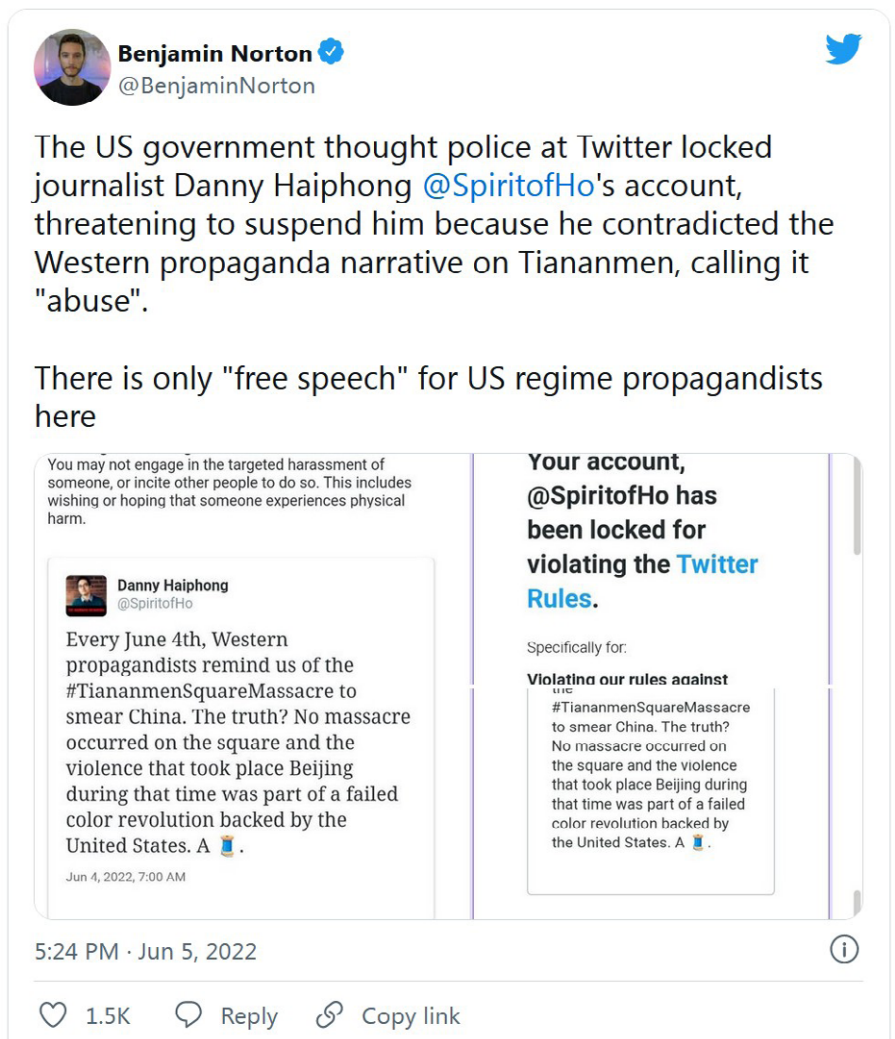 Benjamin Norton
@BenjaminNorton
The US government thought police at Twitter locked
journalist Danny Haiphong @SpiritofHo's account,
threatening to suspend him because he contradicted the
Western propaganda narrative on Tiananmen, calling it
"abuse".
There is only "free speech" for US regime propagandists
here
You may not engage in the targeted harassment of
someone, or incite other people to do so. This includes
wishing or hoping that someone experiences physical
harm.
Danny Haiphong
@SpiritofHo
Every June 4th, Western
propagandists remind us of the
#TiananmenSquareMassacre to
smear China. The truth? No massacre
occurred on the square and the
violence that took place Beijing
during that time was part of a failed
color revolution backed by the
United States. A 🧵.
Jun 4, 2022, 7:00 AM
Your account,
@SpiritofHo has
been locked for
violating the Twitter
Rules.
Specifically for:
Violating our rules against
the
#TiananmenSquareMassacre
to smear China. The truth?
No massacre occurred on
the square and the violence
that took place Beijing during
that time was part of a failed
color revolution backed by
the United States. A 🧵.
5:24 PM · Jun 5, 2022
1.5K Reply Copy link